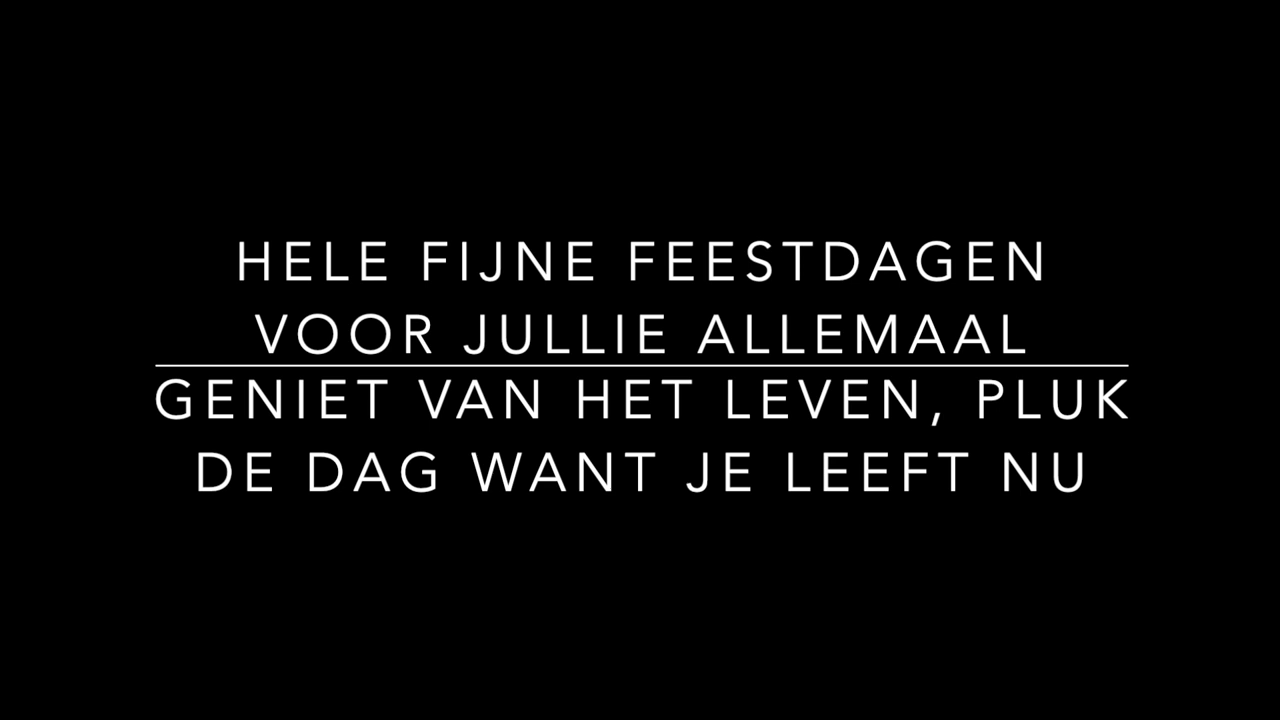 HELE FIJNE FEESTDAGEN
VOOR JULLIE ALLEMAAL
GENIET VAN HET LEVEN, PLUK
DE DAG WANT JE LEEFT NU